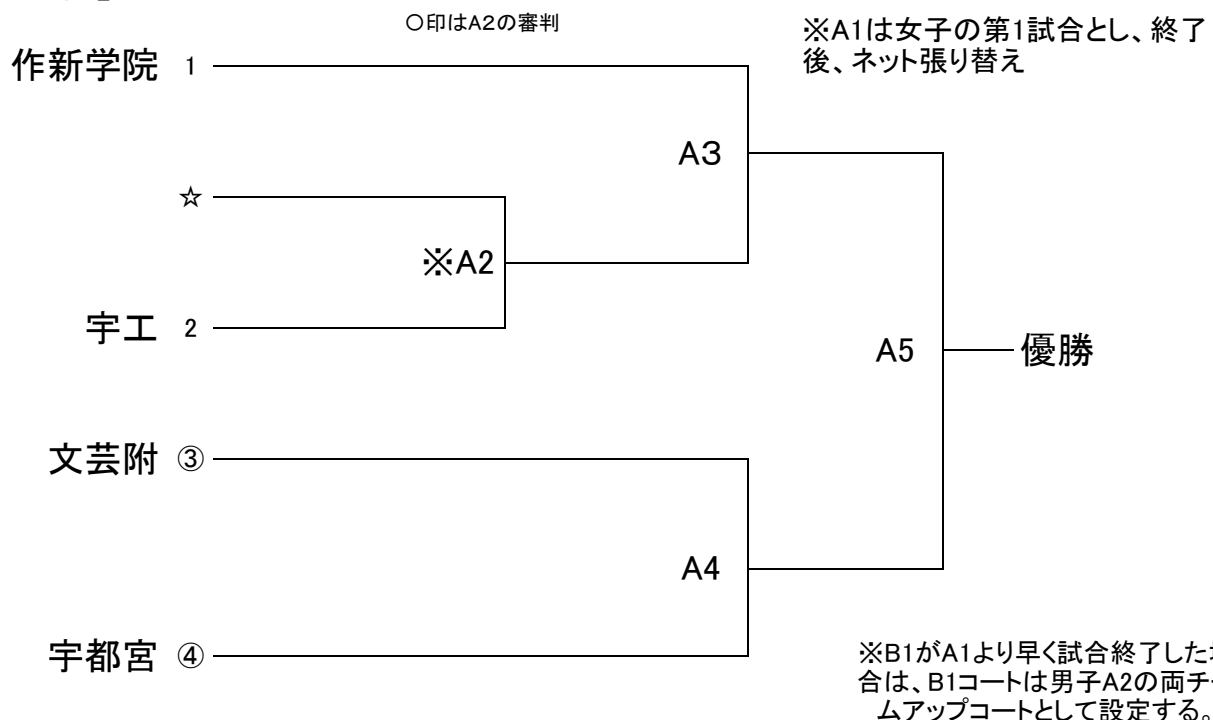 ○印はA2の審判
※A1は女子の第1試合とし、終了
後、ネット張り替え
作新学院 1
A3
☆
※A2
宇工 2
A5
優勝
文芸附 ③
A4
宇都宮 ④
※B1がA1より早く試合終了した
合は、B1コートは男子A2の両チ
ムアップコートとして設定する。